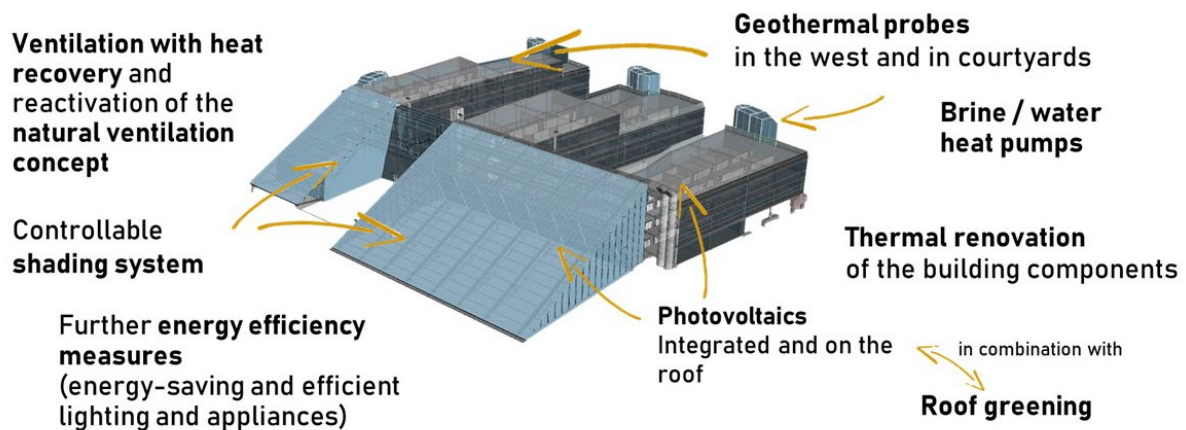 Ventilation with heat
recovery and
reactivation of the
natural ventilation
concept
Geothermal probes
in the west and in courtyards
Brine / water
heat pumps
Controllable
shading system
Thermal renovation
of the building components
Further energy efficiency
measures
(energy-saving and efficient
lighting and appliances)
Photovoltaics
Integrated and on the
roof
in combination with
Roof greening